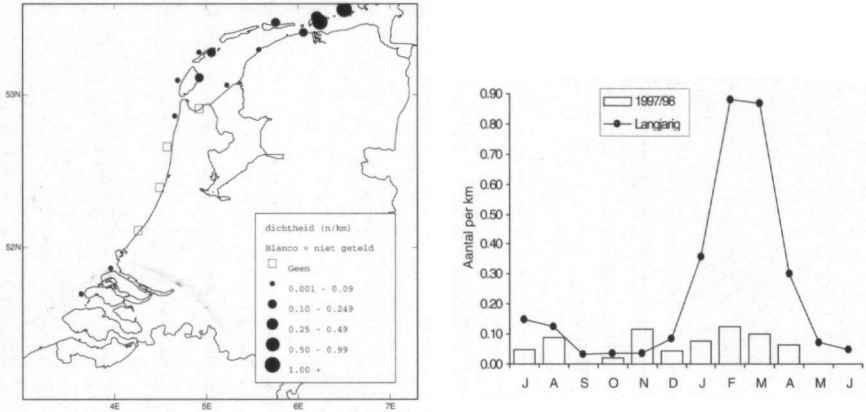 53N
52N
4E 5E 6E 7E
dichtheid (n/km)
Blanco = niet geteld
Geen
0.001 - 0.09
0.10 - 0.249
0.25 - 0.49
0.50 - 0.99
1.00 +
1997/98
Langjarig
Aantal per km
0.90
0.80
0.70
0.60
0.50
0.40
0.30
0.20
0.10
0.00
J A S O N D J F M A M J